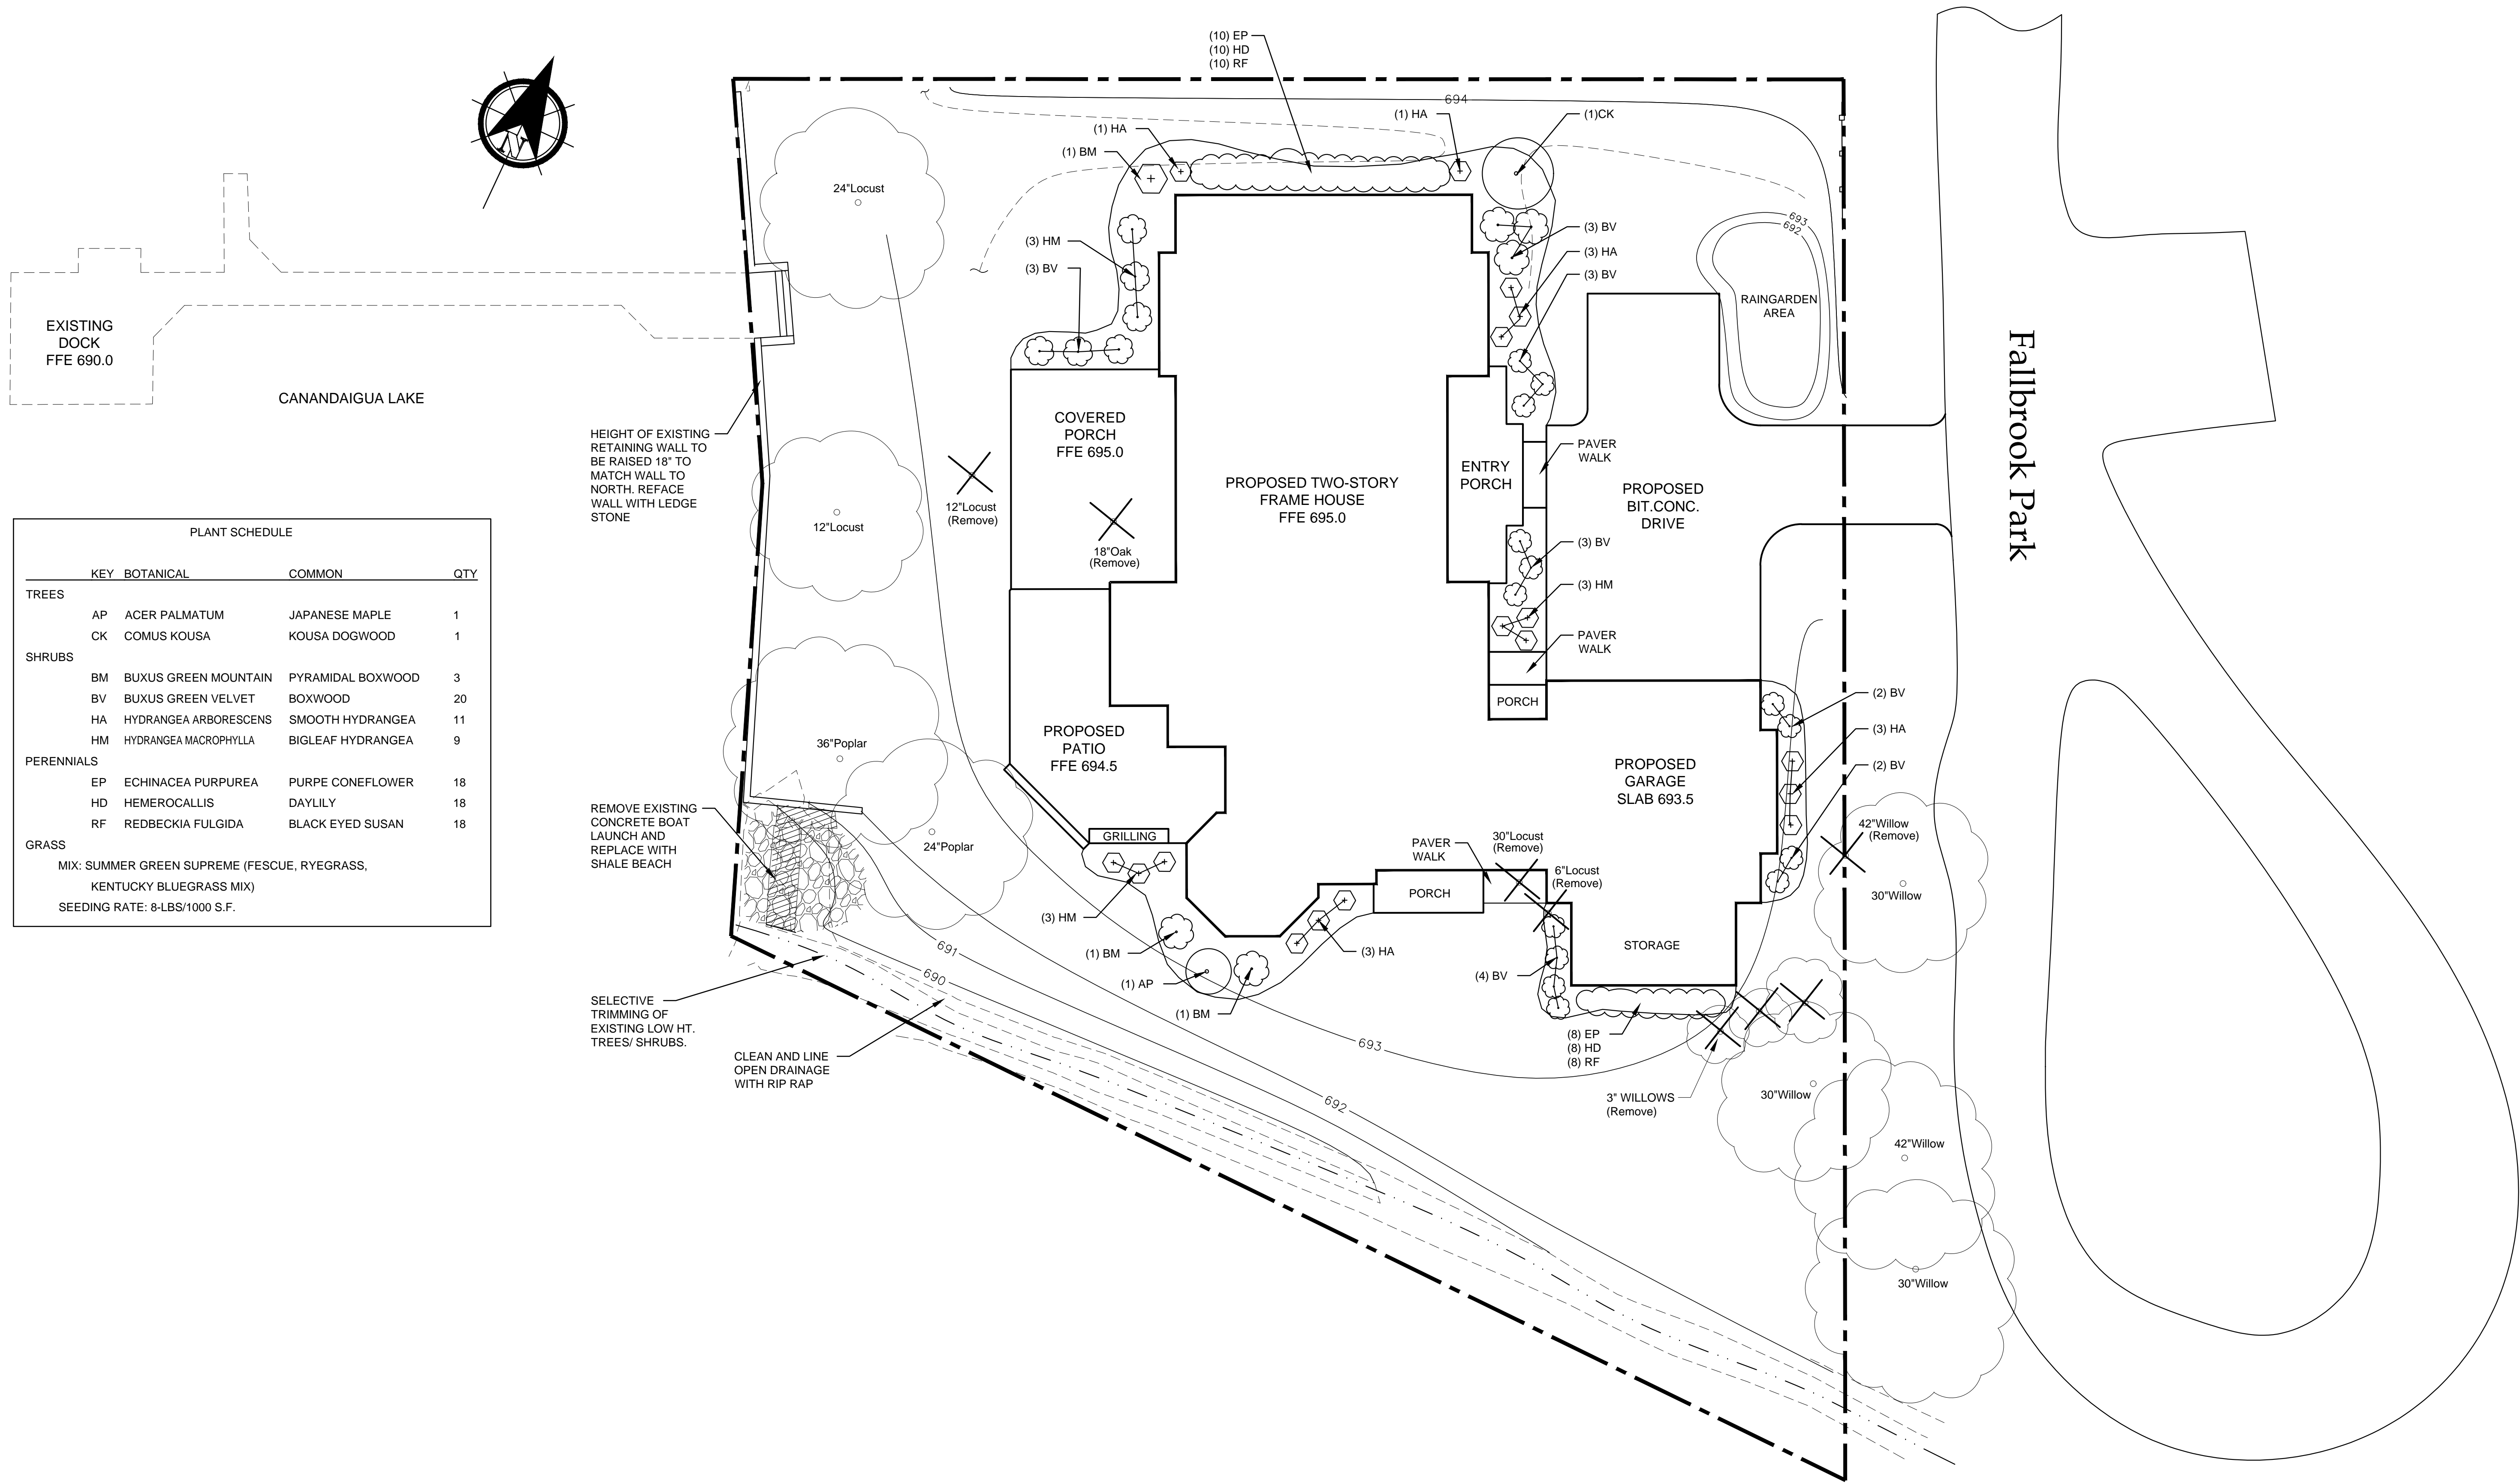 (10) EP
(10) HD
(10) RF
694
(1) HA
(1)CK
(1) HA
(1) BM
N
24"Locust
693
692
(3) HM
(3) BV
(3) BV
(3) HA
(3) BV
RAINGARDEN
AREA
EXISTING
DOCK
FFE 690.0
CANANDAIGUA LAKE
HEIGHT OF EXISTING
RETAINING WALL TO
BE RAISED 18" TO
MATCH WALL TO
NORTH. REFACE
WALL WITH LEDGE
STONE
COVERED
PORCH
FFE 695.0
12"Locust
12"Locust
(Remove)
18"Oak
(Remove)
PROPOSED TWO-STORY
FRAME HOUSE
FFE 695.0
ENTRY
PORCH
PAVER
WALK
PROPOSED
BIT.CONC.
DRIVE
Fallbrook Park
(3) BV
(3) HM
PAVER
WALK
PORCH
PLANT SCHEDULE
KEY BOTANICAL COMMON QTY
TREES
AP ACER PALMATUM JAPANESE MAPLE 1
CK COMUS KOUSA KOUSA DOGWOOD 1
SHRUBS
BM BUXUS GREEN MOUNTAIN PYRAMIDAL BOXWOOD 3
BV BUXUS GREEN VELVET BOXWOOD 20
HA HYDRANGEA ARBORESCENS SMOOTH HYDRANGEA 11
HM HYDRANGEA MACROPHYLLA BIGLEAF HYDRANGEA 9
PERENNIALS
EP ECHINACEA PURPUREA PURPE CONEFLOWER 18
HD HEMEROCALLIS DAYLILY 18
RF REDBECKIA FULGIDA BLACK EYED SUSAN 18
GRASS
MIX: SUMMER GREEN SUPREME (FESCUE, RYEGRASS,
KENTUCKY BLUEGRASS MIX)
SEEDING RATE: 8-LBS/1000 S.F.
36"Poplar
PROPOSED
PATIO
FFE 694.5
PROPOSED
GARAGE
SLAB 693.5
(2) BV
(3) HA
(2) BV
REMOVE EXISTING
CONCRETE BOAT
LAUNCH AND
REPLACE WITH
SHALE BEACH
24"Poplar
GRILLING
PAVER
WALK
30"Locust
(Remove)
6"Locust
(Remove)
42"Willow
(Remove)
30"Willow
PORCH
(3) HM
(1) BM
(3) HA
STORAGE
691
690
(1) AP
(4) BV
(1) BM
SELECTIVE
TRIMMING OF
EXISTING LOW HT.
TREES/ SHRUBS.
CLEAN AND LINE
OPEN DRAINAGE
WITH RIP RAP
693
(8) EP
(8) HD
(8) RF
3" WILLOWS
(Remove)
692
30"Willow
42"Willow
30"Willow